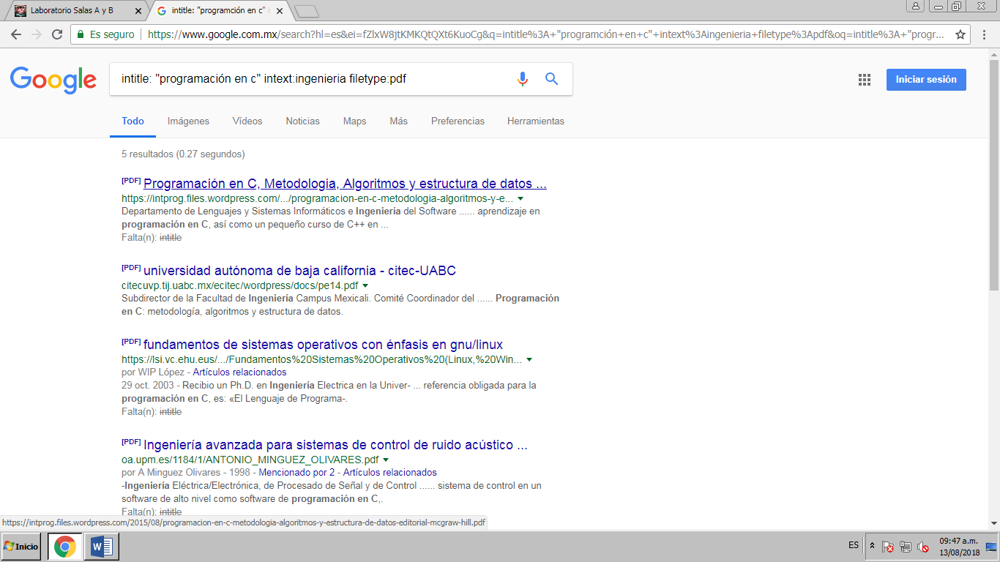 Laboratorio Salas A y B
intitle: "programción en c" i
Es seguro
https://www.google.com.mx/search?hl=es&ei=fZlxW8jtKMKQtQXt6KuoCg&q=intitle%3A+"programción+en+c"+intext%3Aingenieria+filetype%3Apdf&oq=intitle%3A+"progr...
Google
intitle: "programación en c" intext:ingenieria filetype:pdf
Iniciar sesión
Todo Imágenes Vídeos Noticias Maps Más Preferencias Herramientas
5 resultados (0.27 segundos)
[PDF] Programación en C, Metodologia, Algoritmos y estructura de datos ...
https://intprog.files.wordpress.com/.../programacion-en-c-metodologia-algoritmos-y-e...
Departamento de Lenguajes y Sistemas Informáticos e Ingeniería del Software ...... aprendizaje en
programación en C, así como un pequeño curso de C++ en ...
Falta(n): intitle
[PDF] universidad autónoma de baja california - citec-UABC
citecuvp.tij.uabc.mx/ecitec/wordpress/docs/pe14.pdf
Subdirector de la Facultad de Ingeniería Campus Mexicali. Comité Coordinador del ...... Programación
en C: metodología, algoritmos y estructura de datos.
[PDF] fundamentos de sistemas operativos con énfasis en gnu/linux
https://lsi.vc.ehu.eus/.../Fundamentos%20Sistemas%20Operativos%20(Linux,%20Win...
por WIP López - Artículos relacionados
29 oct. 2003 - Recibio un Ph.D. en Ingeniería Electrica en la Univer- ... referencia obligada para la
programación en C, es: «El Lenguaje de Programa-.
Falta(n): intitle
[PDF] Ingeniería avanzada para sistemas de control de ruido acústico ...
oa.upm.es/1184/1/ANTONIO_MINGUEZ_OLIVARES.pdf
por A Minguez Olivares - 1998 - Mencionado por 2 - Artículos relacionados
-Ingeniería Eléctrica/Electrónica, de Procesado de Señal y de Control ...... sistema de control en un
software de alto nivel como software de programación en C,.
Falta(n): intitle
https://intprog.files.wordpress.com/2015/08/programacion-en-c-metodologia-algoritmos-y-estructura-de-datos-editorial-mcgraw-hill.pdf
Inicio
ES
09:47 a.m.
13/08/2018